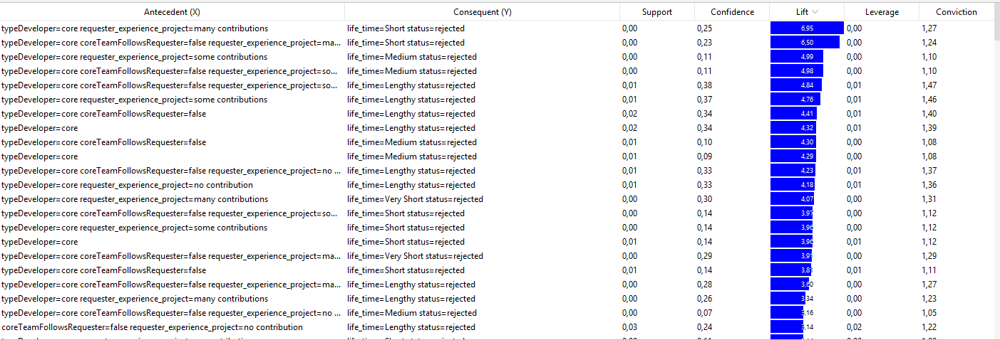 Antecedent (X) Consequent (Y) Support Confidence Lift Leverage Conviction
typeDeveloper=core requester_experience_project=many contributions life_time=Short status=rejected 0,00 0,25 6,95 0,00 1,27
typeDeveloper=core coreTeamFollowsRequester=false requester_experience_project=ma... life_time=Short status=rejected 0,00 0,23 6,50 0,00 1,24
typeDeveloper=core requester_experience_project=some contributions life_time=Medium status=rejected 0,00 0,11 4,99 0,00 1,10
typeDeveloper=core coreTeamFollowsRequester=false requester_experience_project=so... life_time=Medium status=rejected 0,00 0,11 4,98 0,00 1,10
typeDeveloper=core coreTeamFollowsRequester=false requester_experience_project=so... life_time=Lengthy status=rejected 0,01 0,38 4,84 0,01 1,47
typeDeveloper=core requester_experience_project=some contributions life_time=Lengthy status=rejected 0,01 0,37 4,76 0,01 1,46
typeDeveloper=core coreTeamFollowsRequester=false life_time=Lengthy status=rejected 0,02 0,34 4,41 0,01 1,40
typeDeveloper=core life_time=Lengthy status=rejected 0,02 0,34 4,32 0,01 1,39
typeDeveloper=core coreTeamFollowsRequester=false life_time=Medium status=rejected 0,01 0,10 4,30 0,00 1,08
typeDeveloper=core life_time=Medium status=rejected 0,01 0,09 4,29 0,00 1,08
typeDeveloper=core coreTeamFollowsRequester=false requester_experience_project=no ... life_time=Lengthy status=rejected 0,01 0,33 4,23 0,01 1,37
typeDeveloper=core requester_experience_project=no contribution life_time=Lengthy status=rejected 0,01 0,33 4,18 0,01 1,36
typeDeveloper=core requester_experience_project=many contributions life_time=Very Short status=rejected 0,00 0,30 4,07 0,00 1,31
typeDeveloper=core coreTeamFollowsRequester=false requester_experience_project=so... life_time=Short status=rejected 0,00 0,14 3,97 0,00 1,12
typeDeveloper=core requester_experience_project=some contributions life_time=Short status=rejected 0,00 0,14 3,96 0,00 1,12
typeDeveloper=core life_time=Short status=rejected 0,01 0,14 3,96 0,01 1,12
typeDeveloper=core coreTeamFollowsRequester=false requester_experience_project=ma... life_time=Very Short status=rejected 0,00 0,29 3,91 0,00 1,29
typeDeveloper=core coreTeamFollowsRequester=false life_time=Short status=rejected 0,01 0,14 3,81 0,01 1,11
typeDeveloper=core coreTeamFollowsRequester=false requester_experience_project=ma... life_time=Lengthy status=rejected 0,00 0,28 3,60 0,00 1,27
typeDeveloper=core requester_experience_project=many contributions life_time=Lengthy status=rejected 0,00 0,26 3,34 0,00 1,23
typeDeveloper=core coreTeamFollowsRequester=false requester_experience_project=no ... life_time=Medium status=rejected 0,00 0,07 3,16 0,00 1,05
coreTeamFollowsRequester=false requester_experience_project=no contribution life_time=Lengthy status=rejected 0,03 0,24 3,14 0,02 1,22